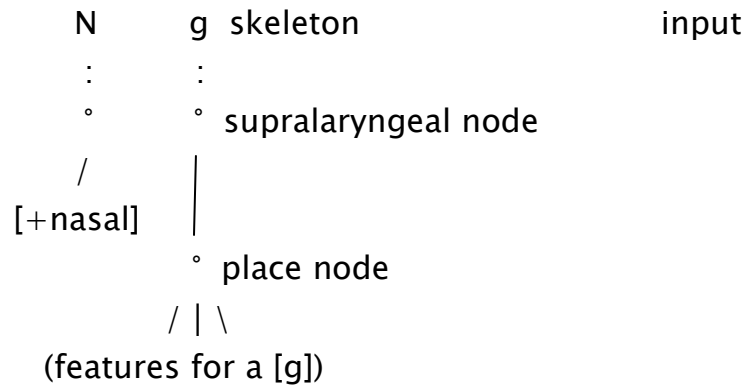 N g skeleton input
: :
° ° supralaryngeal node
/ |
[+nasal]
° place node
/ | \
(features for a [g])